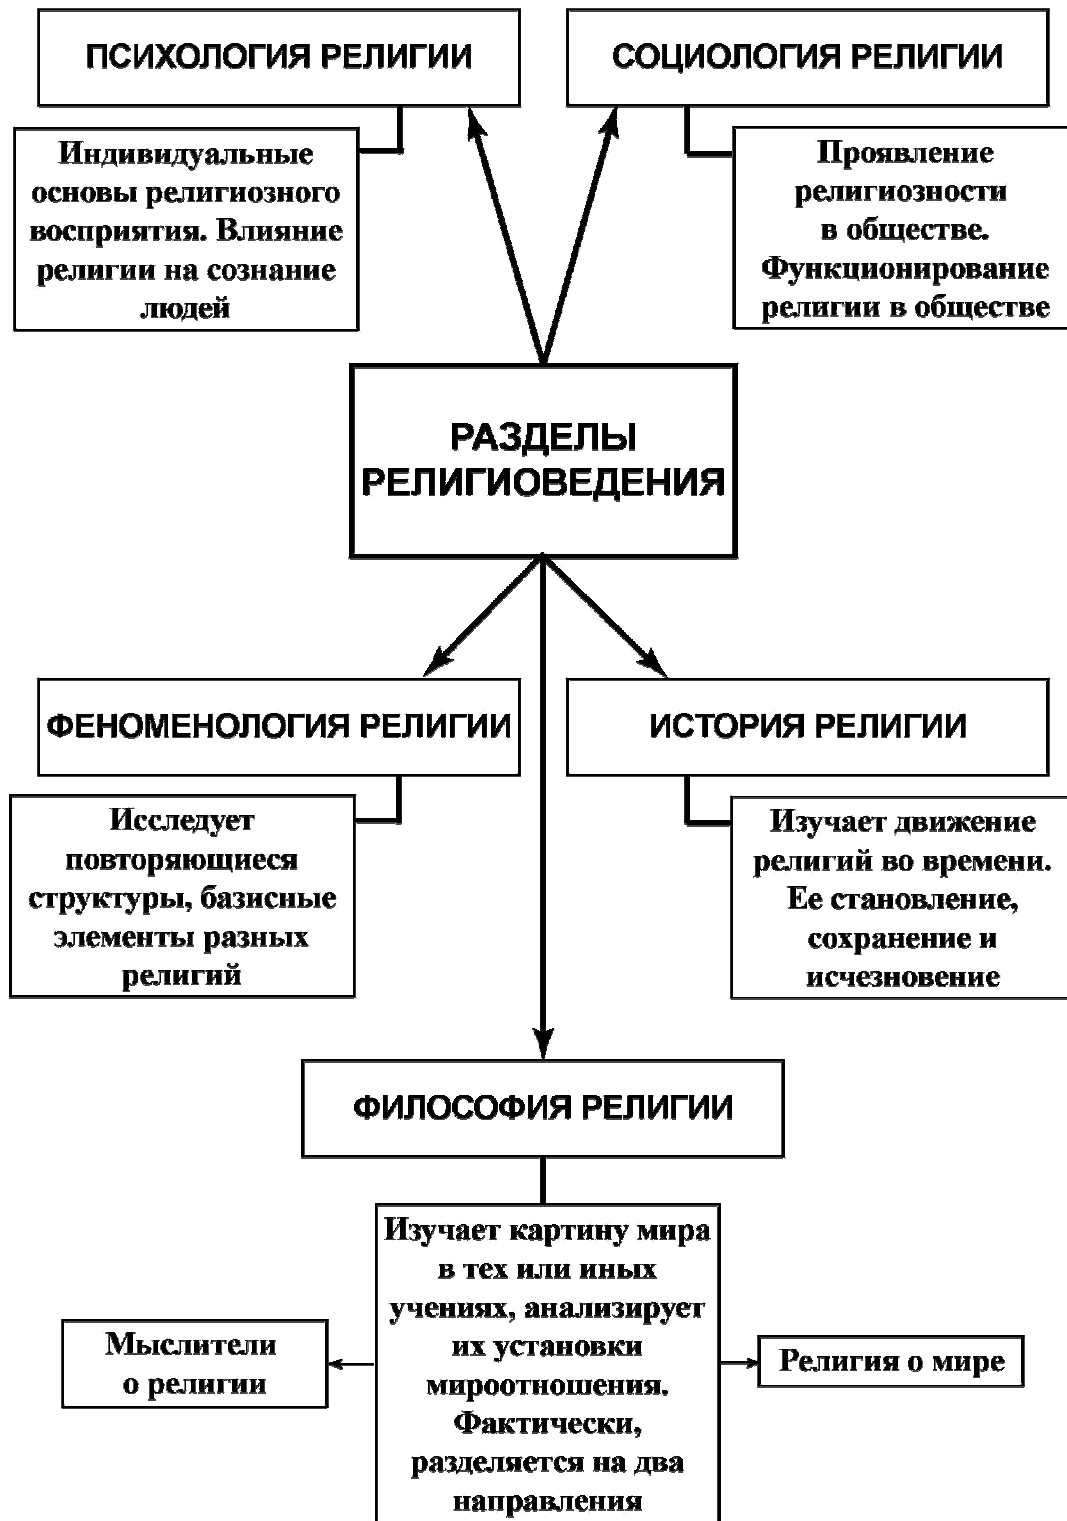 ПСИХОЛОГИЯ РЕЛИГИИ
СОЦИОЛОГИЯ РЕЛИГИИ
Индивидуальные
основы религиозного
восприятия. Влияние
религии на сознание
людей
Проявление
религиозности
в обществе.
Функционирование
религии в обществе
РАЗДЕЛЫ
РЕЛИГИОВЕДЕНИЯ
ФЕНОМЕНОЛОГИЯ РЕЛИГИИ
ИСТОРИЯ РЕЛИГИИ
Исследует
повторяющиеся
структуры, базисные
элементы разных
религий
Изучает движение
религий во времени.
Ее становление,
сохранение и
исчезновение
ФИЛОСОФИЯ РЕЛИГИИ
Изучает картину мира
в тех или иных
учениях, анализирует
их установки
мироотношения.
Фактически,
разделяется на два
направления
Мыслители
о религии
Религия о мире